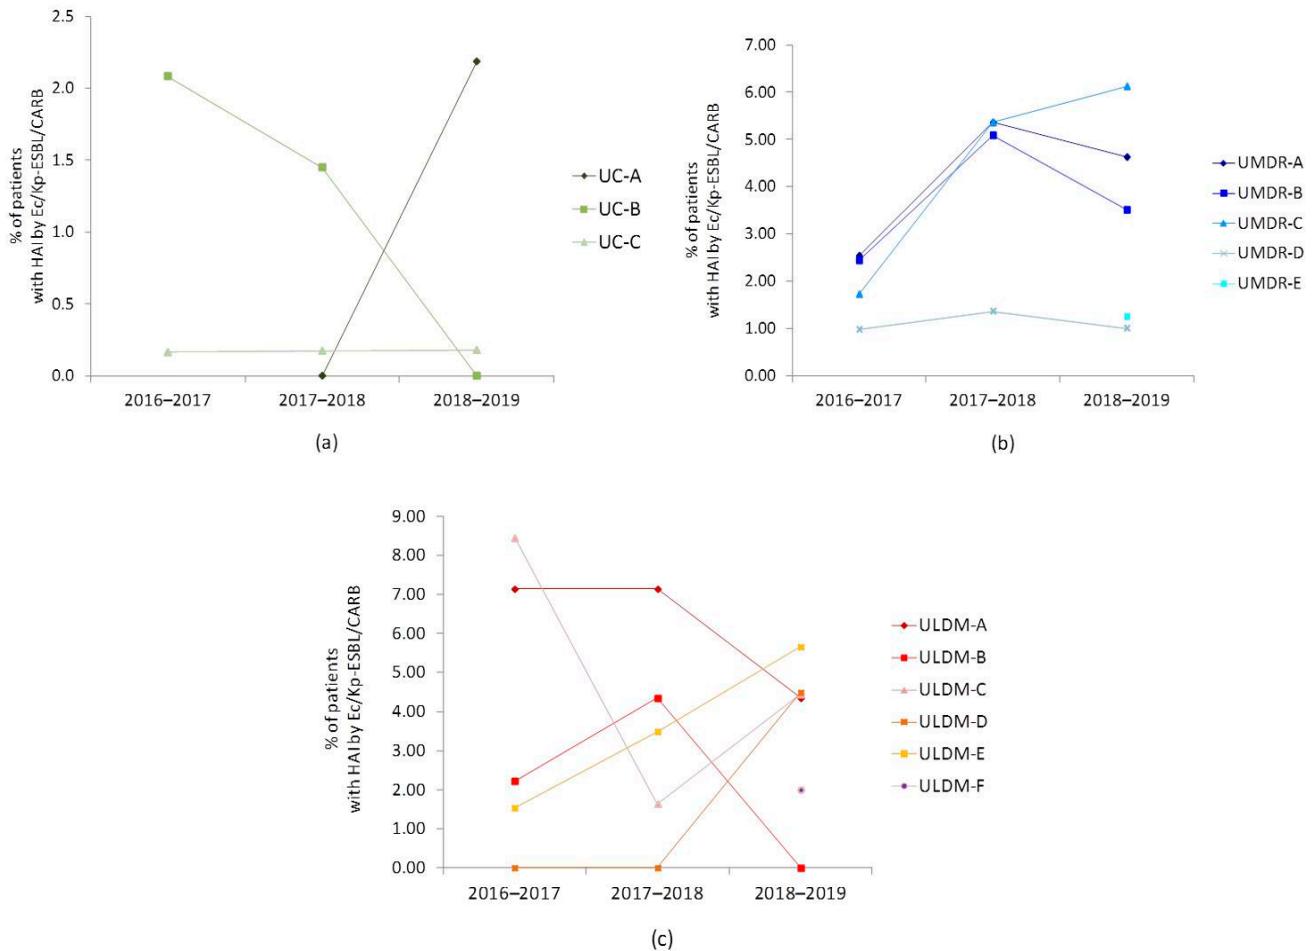 2.5
2.0
1.5
1.0
0.5
0.0
% of patients
with HAI by Ec/Kp-ESBL/CARB
2016–2017
2017–2018
2018–2019
UC-A
UC-B
UC-C
(a)
7.00
6.00
5.00
4.00
3.00
2.00
1.00
0.00
% of patients
with HAI by Ec/Kp-ESBL/CARB
2016–2017
2017–2018
2018–2019
UMDR-A
UMDR-B
UMDR-C
UMDR-D
UMDR-E
(b)
9.00
8.00
7.00
6.00
5.00
4.00
3.00
2.00
1.00
0.00
% of patients
with HAI by Ec/Kp-ESBL/CARB
2016–2017
2017–2018
2018–2019
ULDM-A
ULDM-B
ULDM-C
ULDM-D
ULDM-E
ULDM-F
(c)